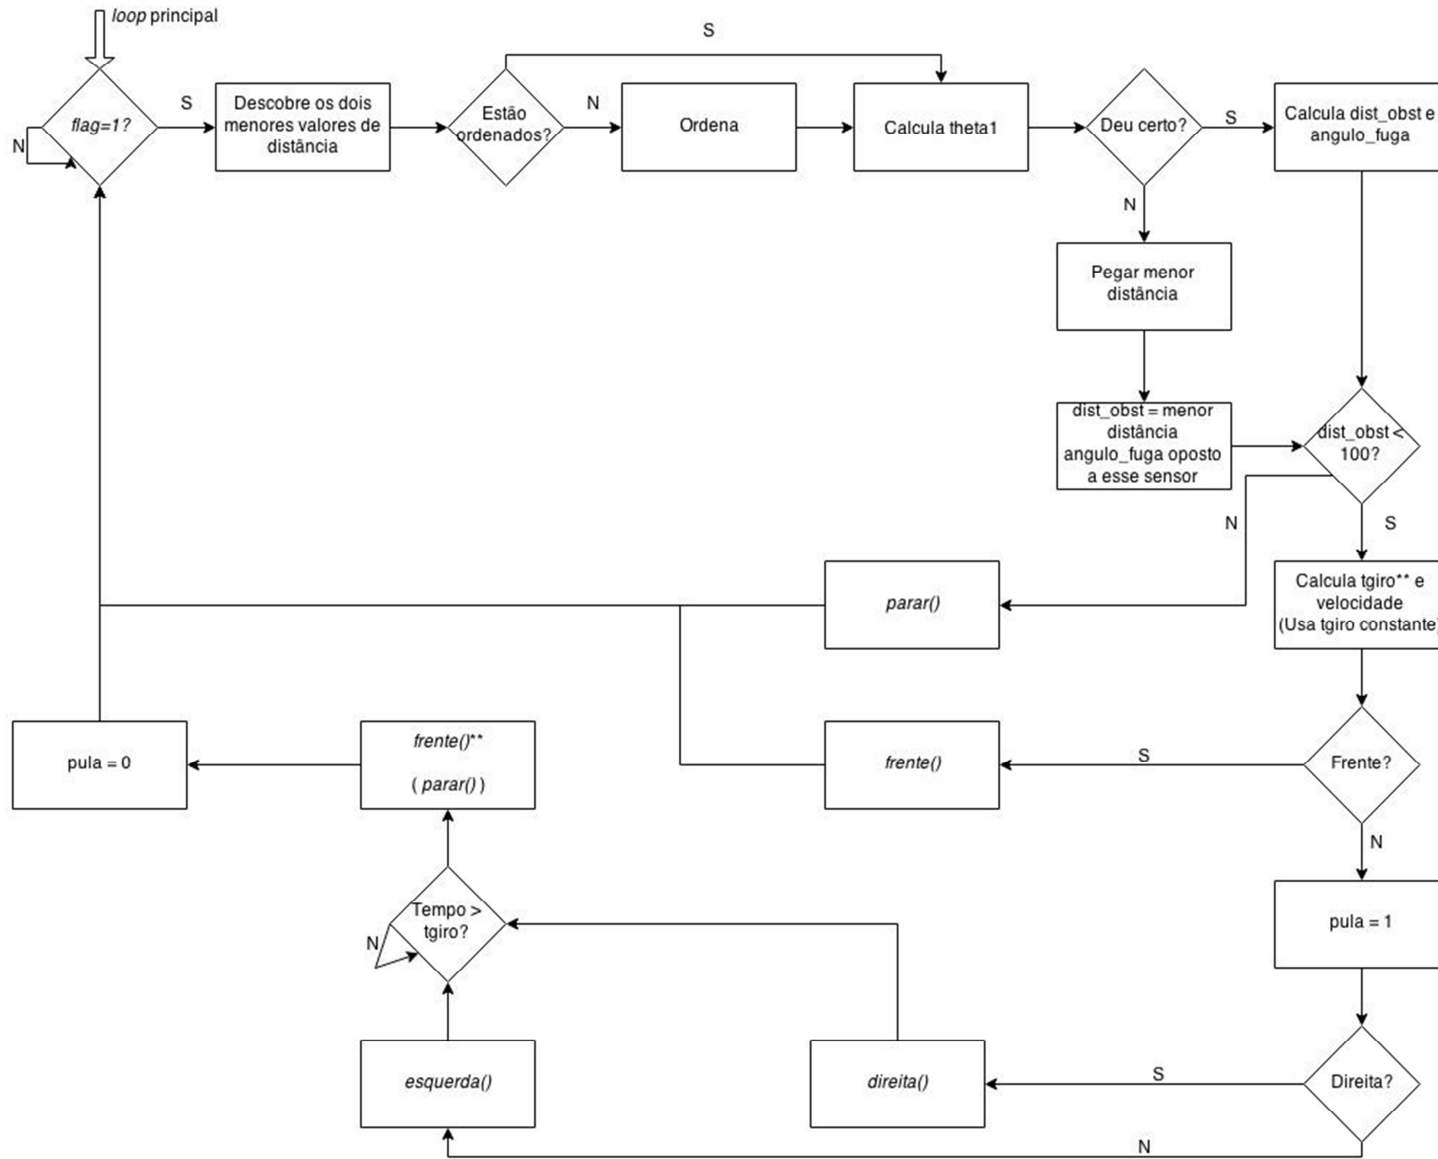 loop principal
flag=1?
N
S
Descobre os dois
menores valores de
distância
Estão
ordenados?
S
N
Ordena
Calcula theta1
Deu certo?
S
Calcula dist_obst e
angulo_fuga
N
Pegar menor
distância
dist_obst = menor
distância
angulo_fuga oposto
a esse sensor
dist_obst <
100?
N
S
parar()
Calcula tgiro** e
velocidade
(Usa tgiro constante)
pula = 0
frente()**
( parar() )
frente()
S
Frente?
N
Tempo >
tgiro?
N
pula = 1
esquerda()
direita()
S
Direita?
N